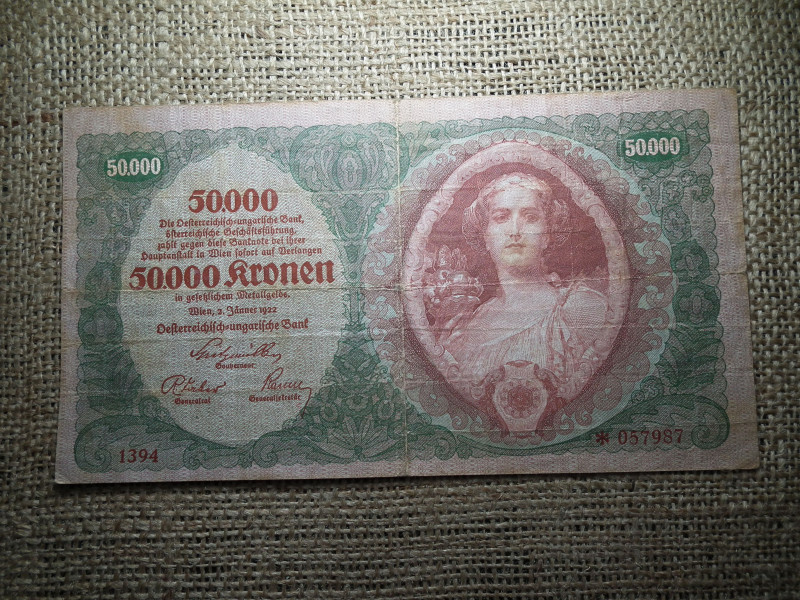 50.000
50.000
50.000
Die Oesterreichisch-ungarische Bank,
österreichische Geschäftsführung,
zahlt gegen diese Banknote bei ihrer
Hauptanstalt in Wien sofort auf Verlangen
50.000 Kronen
in gesetzlichem Metallgelde.
Wien, 2. Jänner 1922
Oesterreichisch-ungarische Bank
Gouverneur
Generalrat
Generalsekretär
1394
* 057987